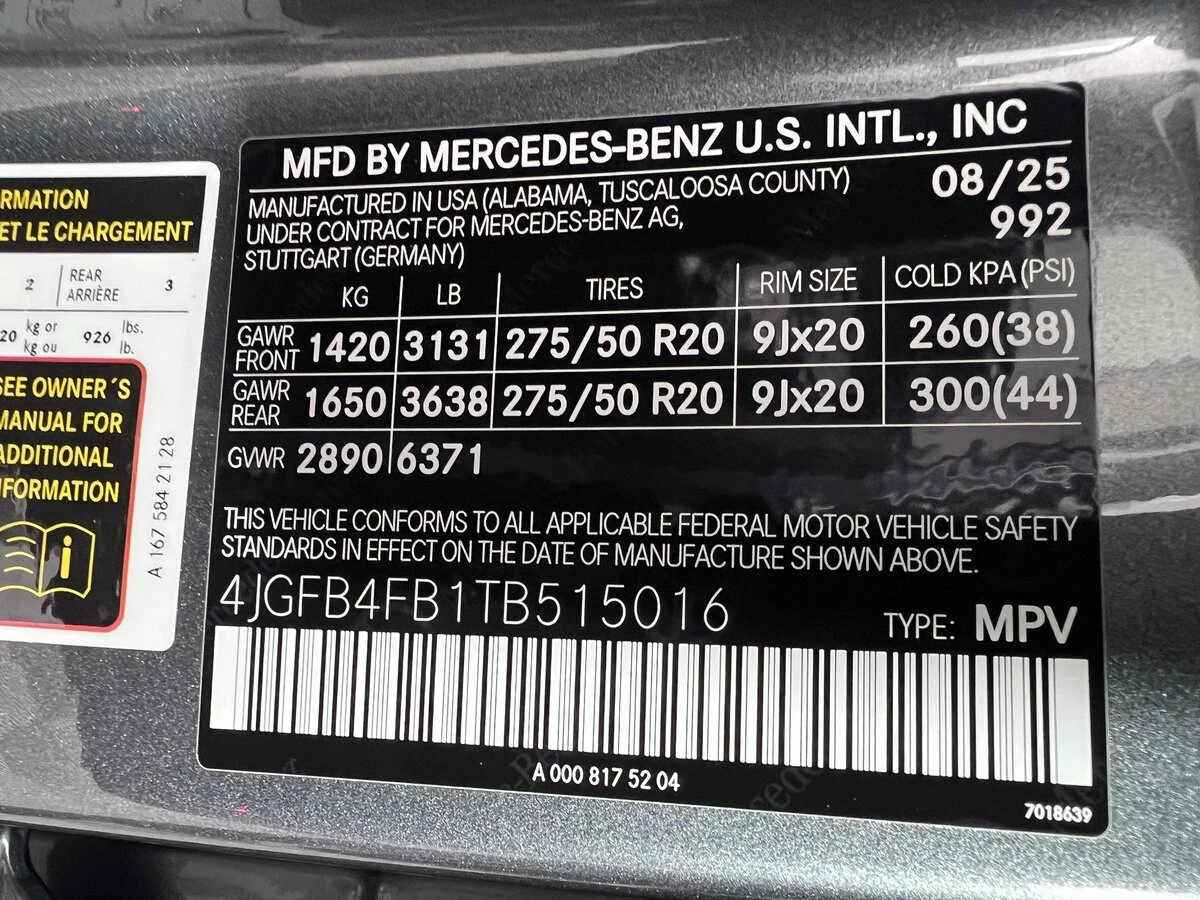 RMATION
ET LE CHARGEMENT
2 REAR ARRIÈRE 3
20 kg or kg ou 926 lbs. lb.
SEE OWNER´S
MANUAL FOR
ADDITIONAL
NFORMATION
A 167 584 21 28
MFD BY MERCEDES-BENZ U.S. INTL., INC
MANUFACTURED IN USA (ALABAMA, TUSCALOOSA COUNTY) 08/25
UNDER CONTRACT FOR MERCEDES-BENZ AG, 992
STUTTGART (GERMANY)
KG LB TIRES RIM SIZE COLD KPA (PSI)
GAWR FRONT 1420 3131 275/50 R20 9Jx20 260(38)
GAWR REAR 1650 3638 275/50 R20 9Jx20 300(44)
GVWR 2890 6371
THIS VEHICLE CONFORMS TO ALL APPLICABLE FEDERAL MOTOR VEHICLE SAFETY
STANDARDS IN EFFECT ON THE DATE OF MANUFACTURE SHOWN ABOVE.
4JGFB4FB1TB515016 TYPE: MPV
A 000 817 52 04
7018639